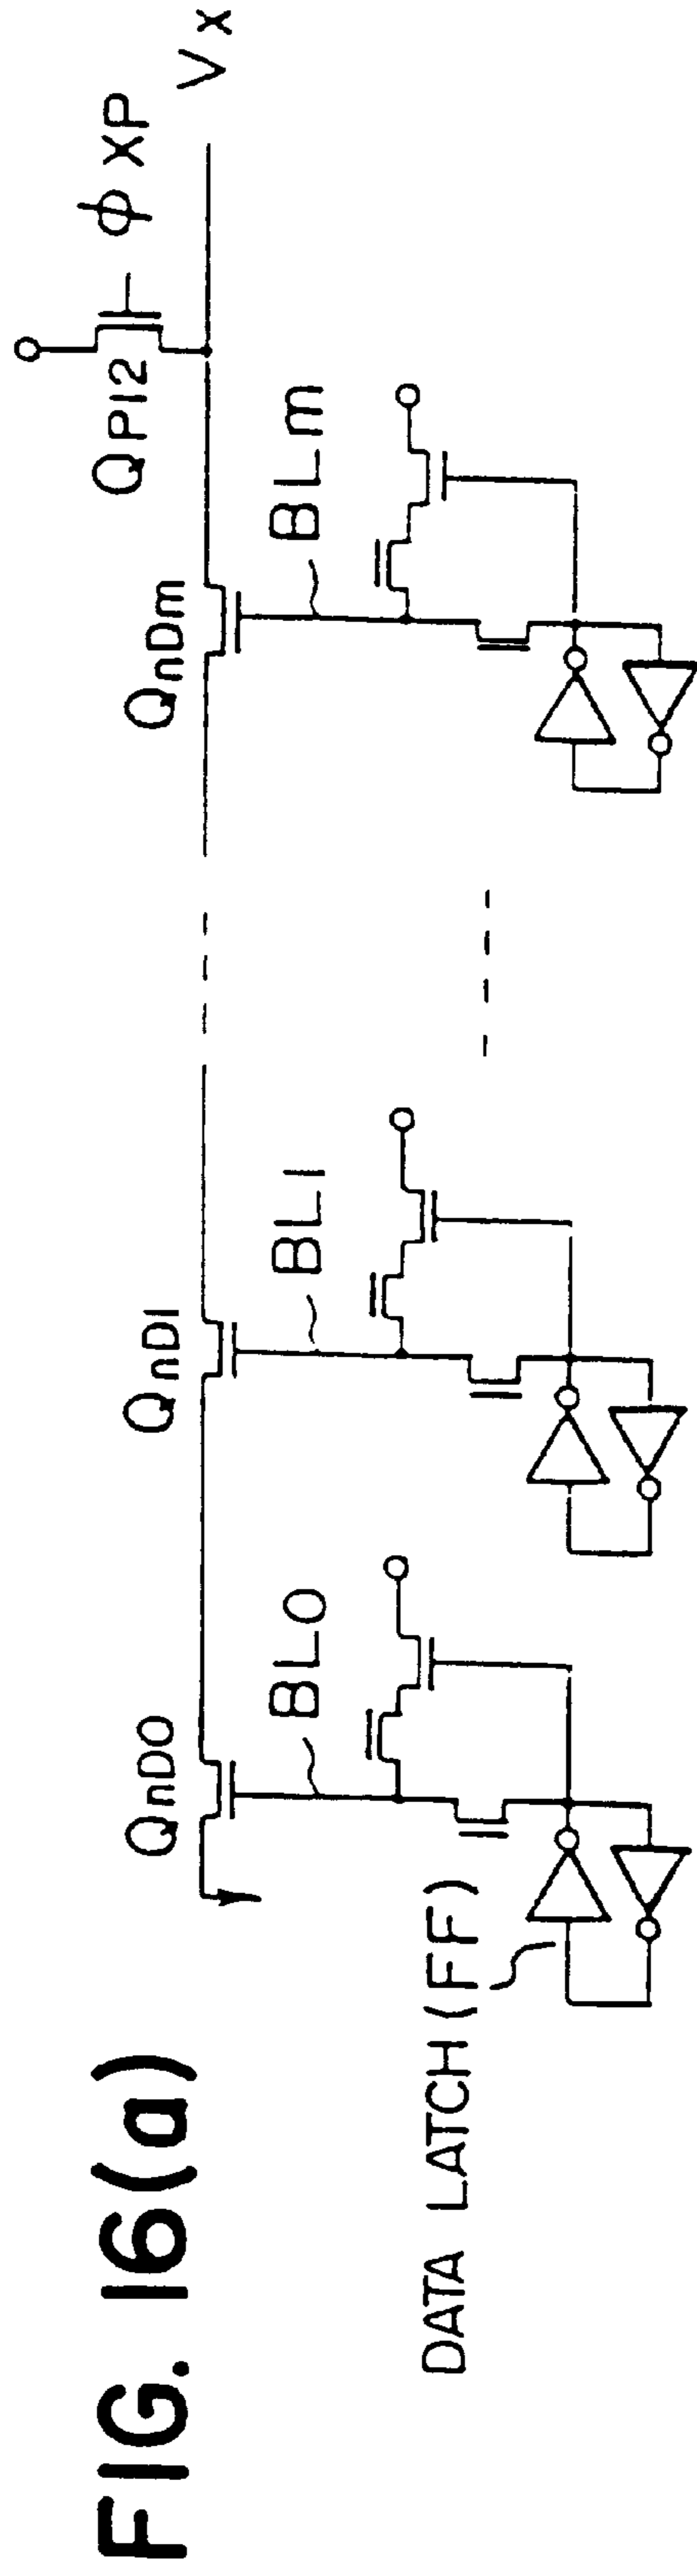 FIG. 16(a)
QnD0
QnD1
QnDm
QP12
φXP
Vx
BL0
BL1
BLm
DATA LATCH(FF)